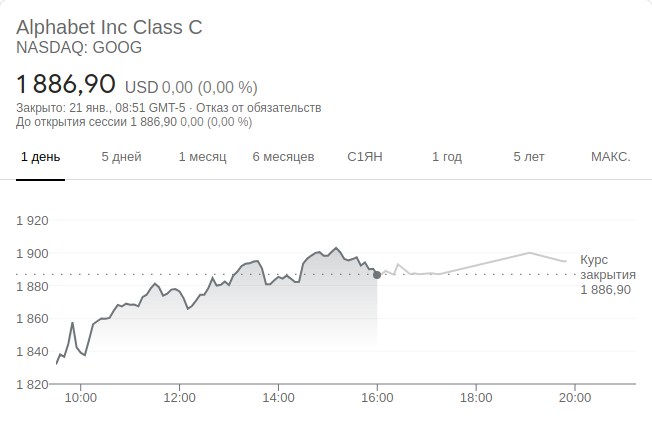 Alphabet Inc Class C
NASDAQ: GOOG
1 886,90 USD 0,00 (0,00 %)
Закрыто: 21 янв., 08:51 GMT-5 · Отказ от обязательств
До открытия сессии 1 886,90 0,00 (0,00 %)
1 день 5 дней 1 месяц 6 месяцев С1ЯН 1 год 5 лет МАКС.
1 920
1 900
Курс
закрытия
1 880
1 886,90
1 860
1 840
1 820
10:00 12:00 14:00 16:00 18:00 20:00